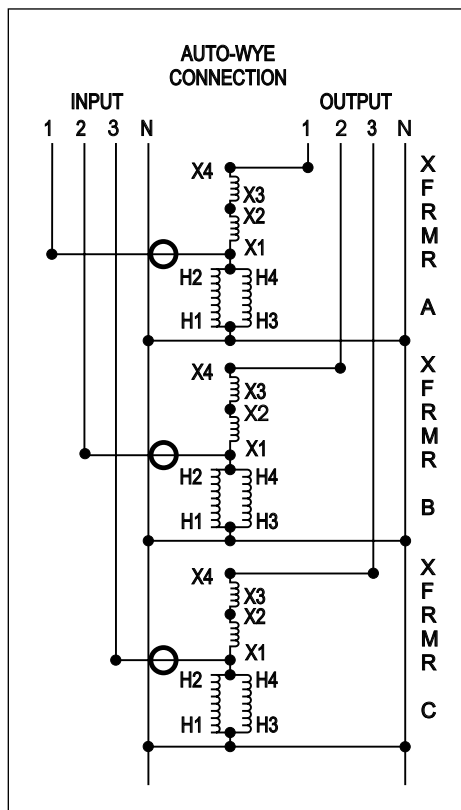 AUTO-WYE
CONNECTION
INPUT OUTPUT
1 2 3 N 1 2 3 N
X4
X3
X2
X1
H2 H4
H1 H3
XFRMR A
X4
X3
X2
X1
H2 H4
H1 H3
XFRMR B
X4
X3
X2
X1
H2 H4
H1 H3
XFRMR C